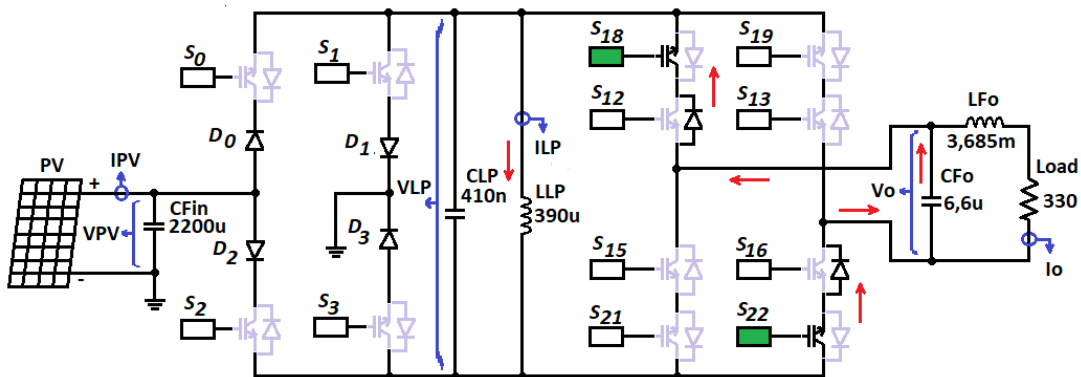 S0
S1
S18
S19
S12
S13
D0
D1
LFo
3,685m
PV
IPV
+
ILP
VLP
CLP
410n
LLP
390u
Vo
CFo
6,6u
Load
330
VPV
CFin
2200u
D2
D3
-
S15
S16
Io
S2
S3
S21
S22